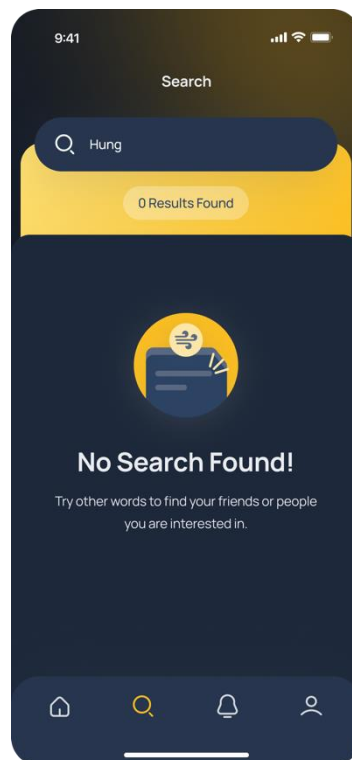 9:41
Search
Hung
0 Results Found
No Search Found!
Try other words to find your friends or people
you are interested in.